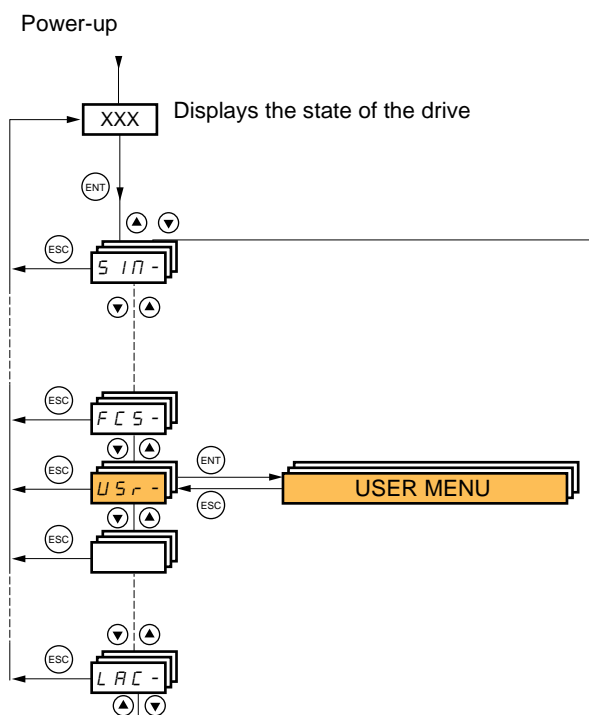 Power-up
XXX
Displays the state of the drive
ENT
ESC
SIM-
ESC
FCS-
ESC
USr-
ENT
ESC
USER MENU
ESC
ESC
LAC-